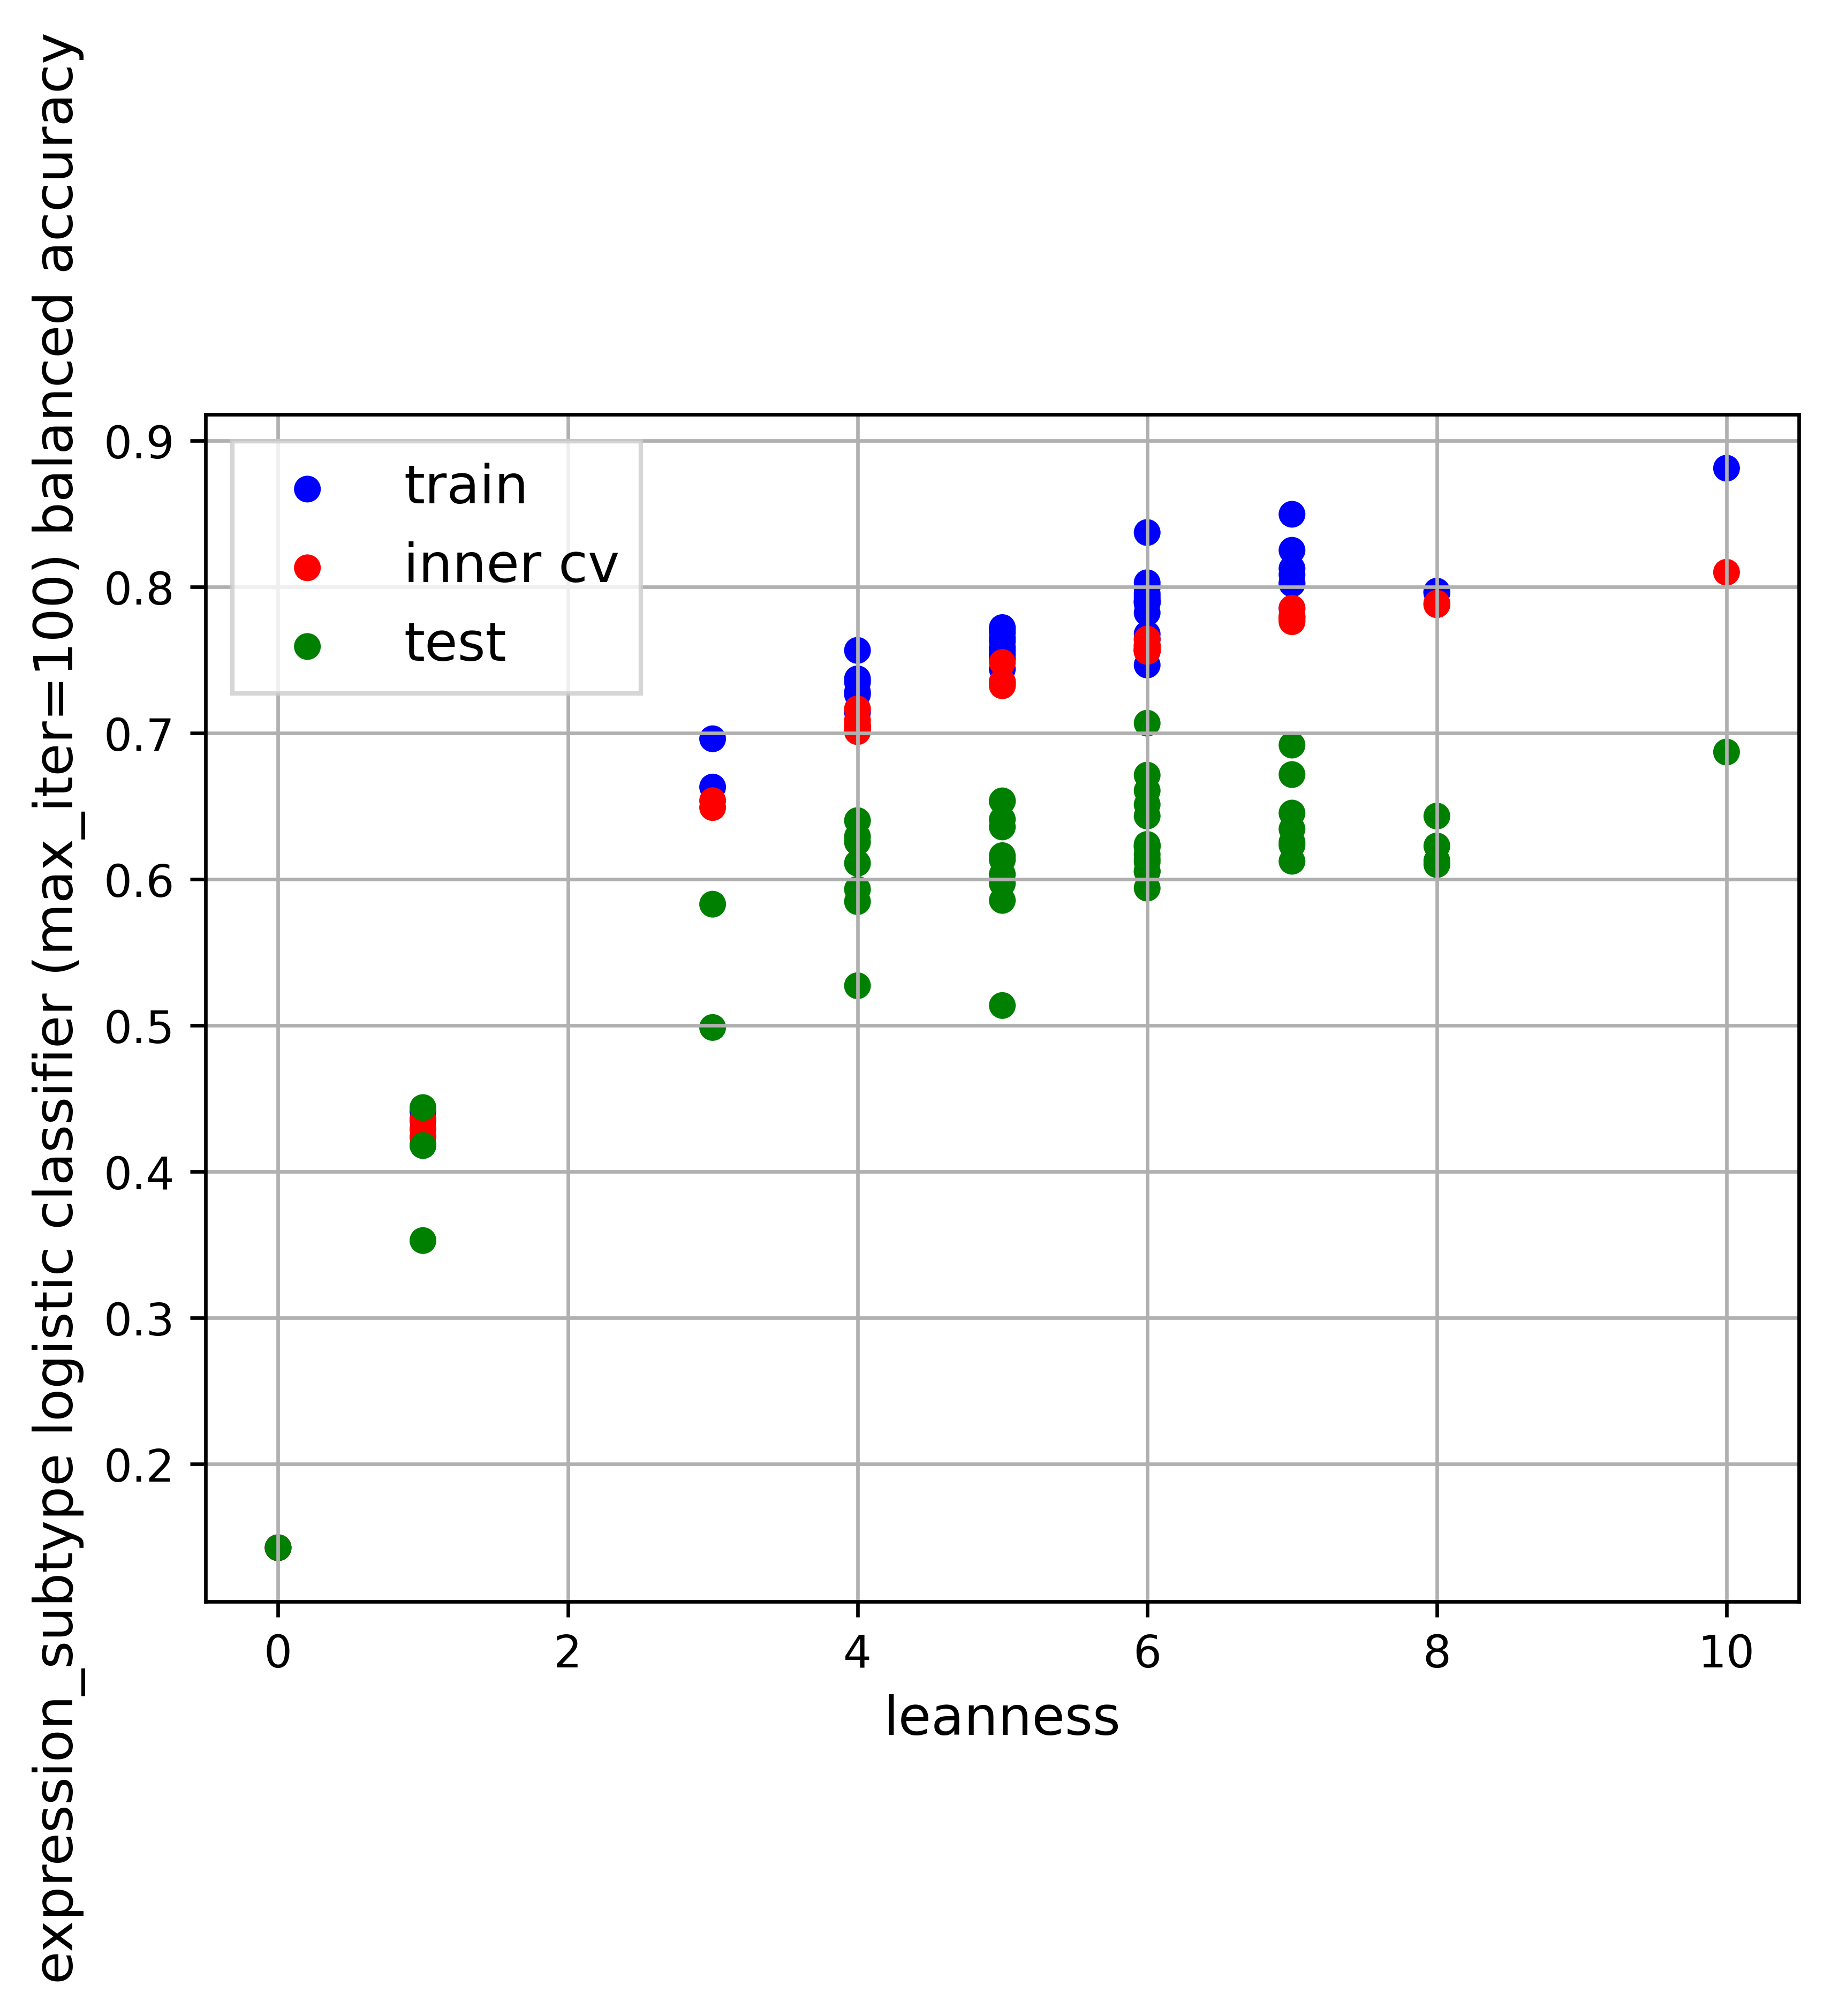 expression_subtype logistic classifier (max_iter=100) balanced accuracy
0.9
0.8
0.7
0.6
0.5
0.4
0.3
0.2
train
inner cv
test
0 2 4 6 8 10
leanness